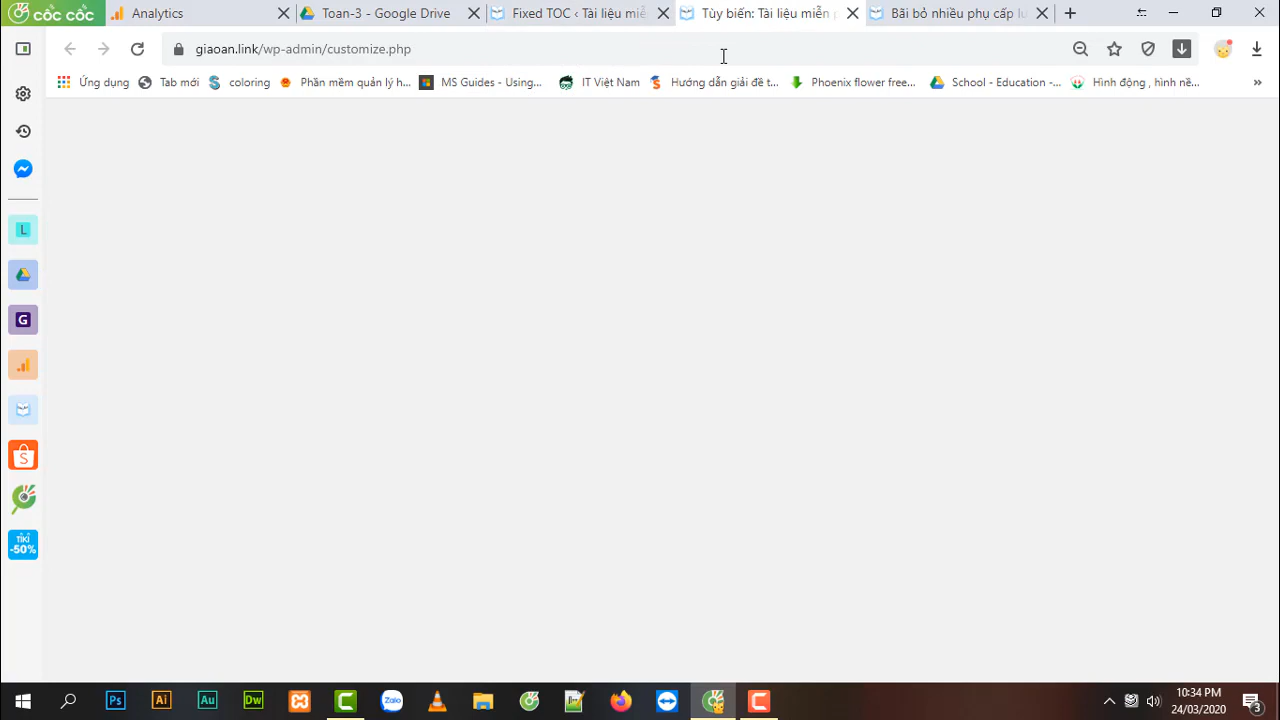 cốc cốc
Analytics
Toan-3 - Google Drive
Fixed TOC ‹ Tài liệu miễ
Tùy biến: Tài liệu miễn
Bãi bỏ nhiều phụ cấp lư
giaoan.link/wp-admin/customize.php
Ứng dụng
Tab mới
coloring
Phần mềm quản lý h...
MS Guides - Using...
IT Việt Nam
Hướng dẫn giải đề t...
Phoenix flower free...
School - Education -...
Hình động , hình nề...
»
L
G
S
TIKI
-50%
Ps
Ai
Au
Dw
Zalo
10:34 PM
24/03/2020
3